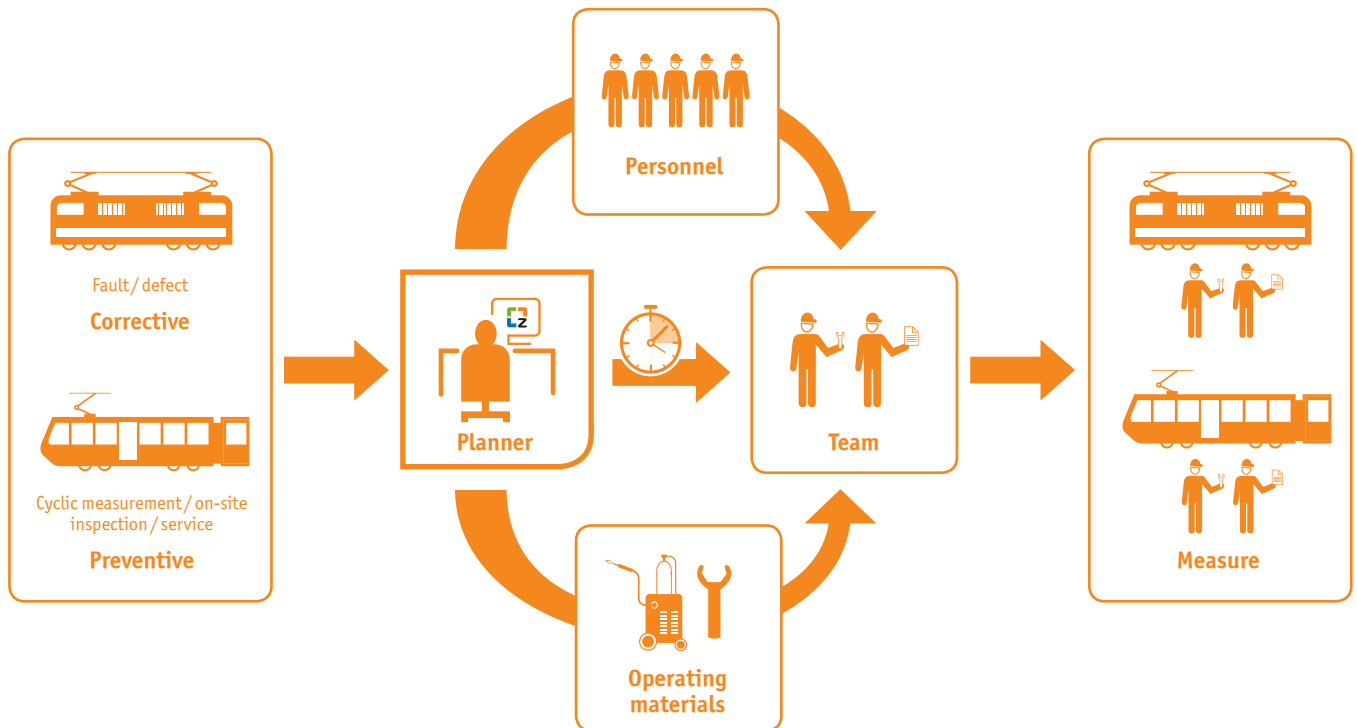 Fault / defect
Corrective
Cyclic measurement / on-site
inspection / service
Preventive
Personnel
z
Planner
Team
Operating
materials
Measure